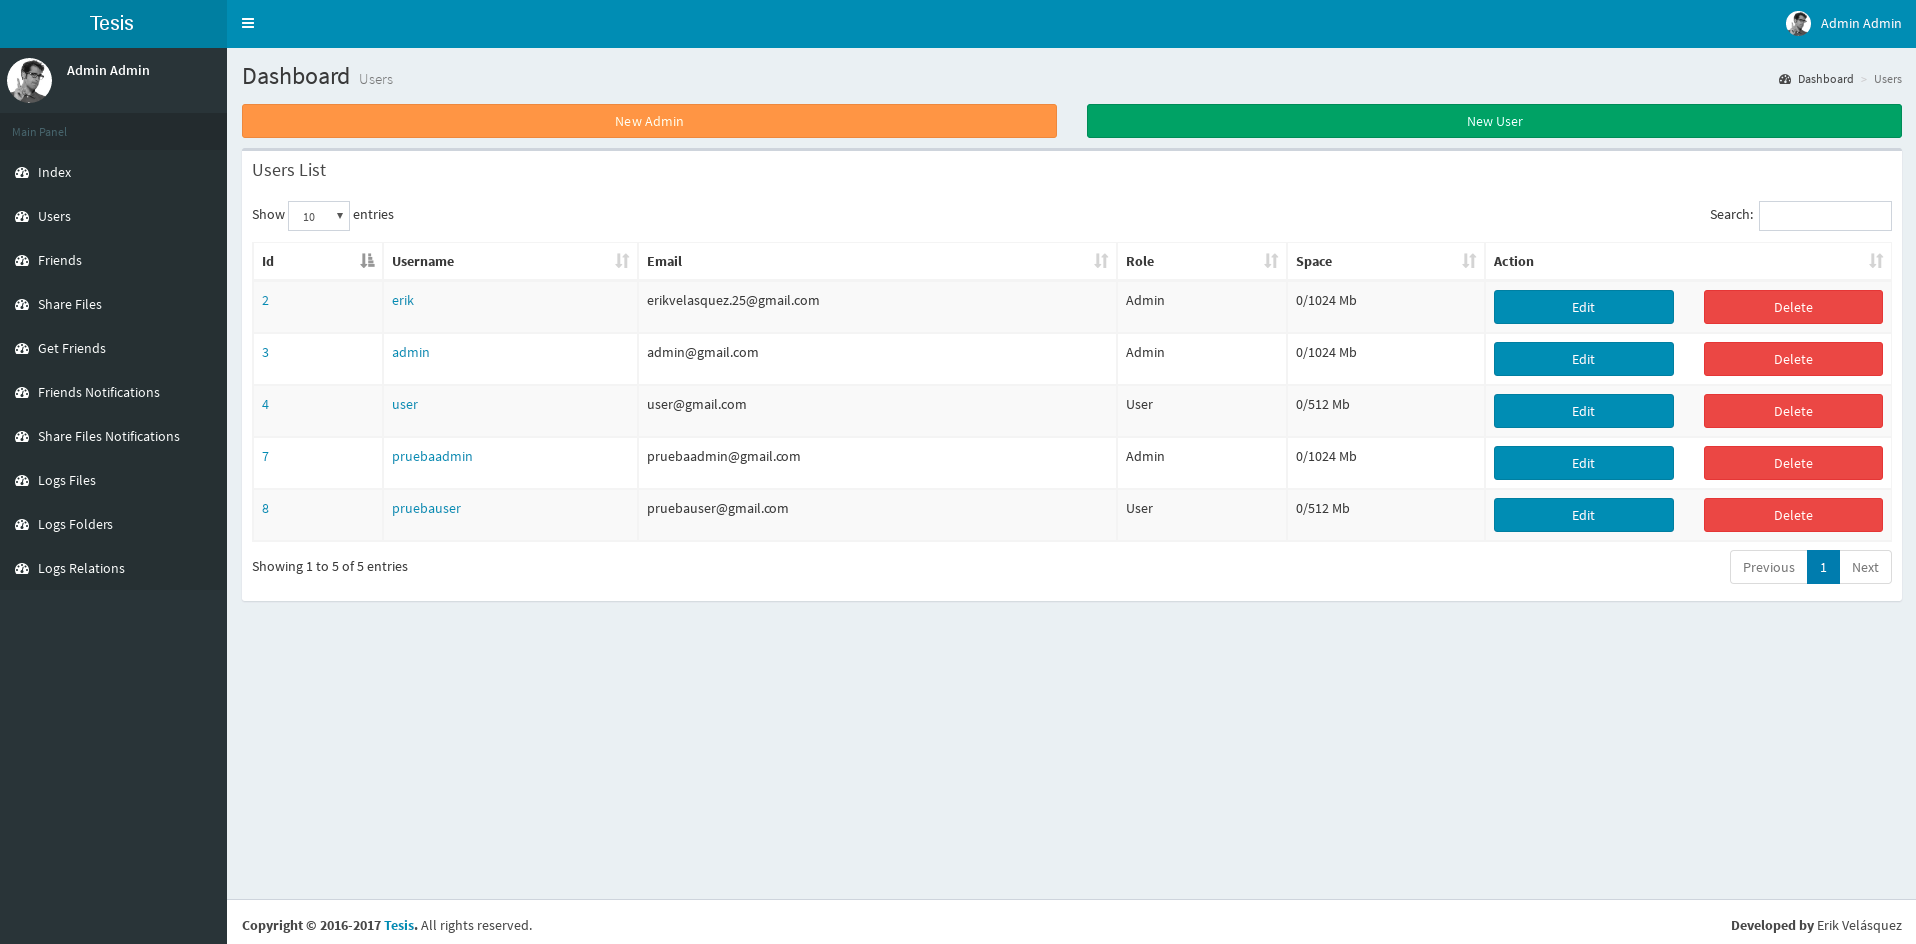 Tesis
Admin Admin
Admin Admin
Main Panel
Index
Users
Friends
Share Files
Get Friends
Friends Notifications
Share Files Notifications
Logs Files
Logs Folders
Logs Relations
Dashboard Users
Dashboard > Users
New Admin New User
Users List
Show 10 entries Search:
Id Username Email Role Space Action
2 erik erikvelasquez.25@gmail.com Admin 0/1024 Mb Edit Delete
3 admin admin@gmail.com Admin 0/1024 Mb Edit Delete
4 user user@gmail.com User 0/512 Mb Edit Delete
7 pruebaadmin pruebaadmin@gmail.com Admin 0/1024 Mb Edit Delete
8 pruebauser pruebauser@gmail.com User 0/512 Mb Edit Delete
Showing 1 to 5 of 5 entries Previous 1 Next
Copyright © 2016-2017 Tesis. All rights reserved. Developed by Erik Velásquez